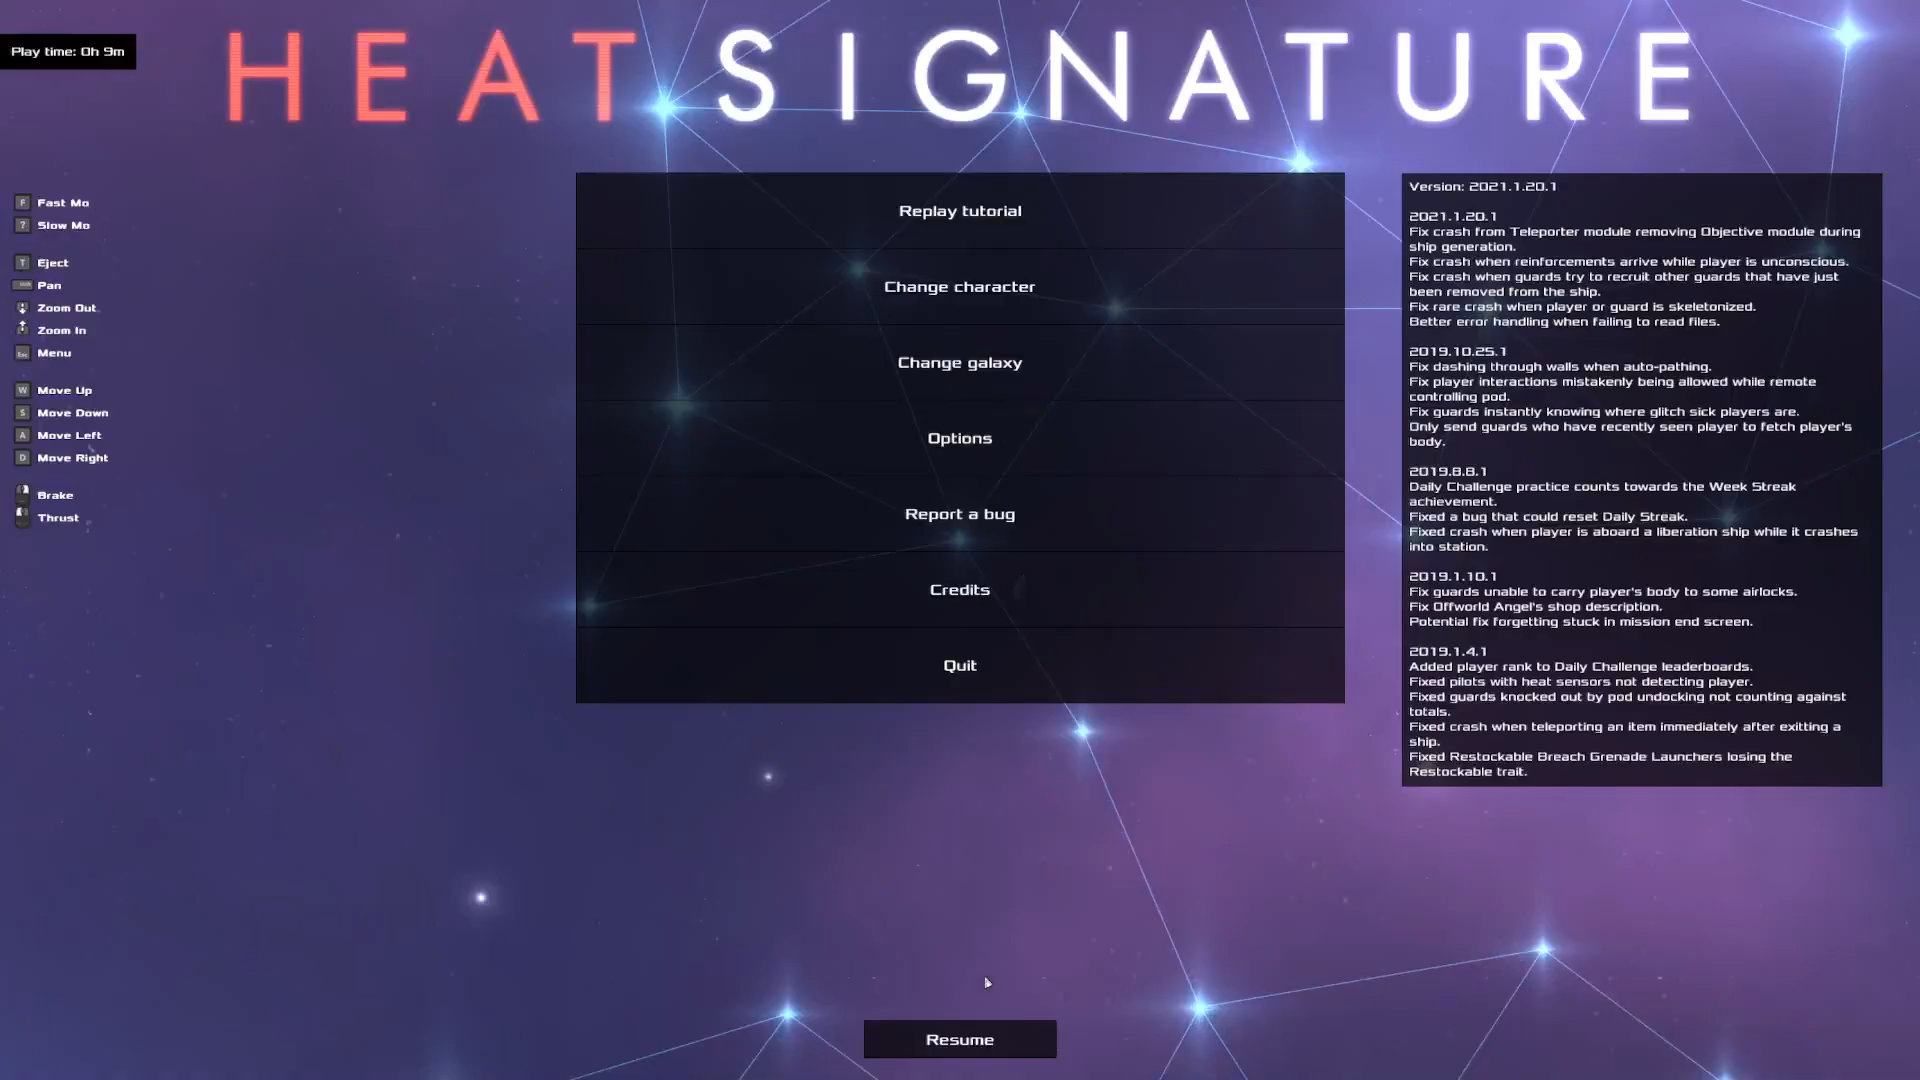 HEAT SIGNATURE
Play time: 0h 9m
F Fast Mo
? Slow Mo
T Eject
Pan
Zoom Out
Zoom In
Esc Menu
W Move Up
S Move Down
A Move Left
D Move Right
Brake
Thrust
Replay tutorial
Change character
Change galaxy
Options
Report a bug
Credits
Quit
Resume
Version: 2021.1.20.1
2021.1.20.1
Fix crash from Teleporter module removing Objective module during
ship generation.
Fix crash when reinforcements arrive while player is unconscious.
Fix crash when guards try to recruit other guards that have just
been removed from the ship.
Fix rare crash when player or guard is skeletonized.
Better error handling when failing to read files.
2019.10.25.1
Fix dashing through walls when auto-pathing.
Fix player interactions mistakenly being allowed while remote
controlling pod.
Fix guards instantly knowing where glitch sick players are.
Only send guards who have recently seen player to fetch player's
body.
2019.8.8.1
Daily Challenge practice counts towards the Week Streak
achievement.
Fixed a bug that could reset Daily Streak.
Fixed crash when player is aboard a liberation ship while it crashes
into station.
2019.1.10.1
Fix guards unable to carry player's body to some airlocks.
Fix Offworld Angel's shop description.
Potential fix forgetting stuck in mission end screen.
2019.1.4.1
Added player rank to Daily Challenge leaderboards.
Fixed pilots with heat sensors not detecting player.
Fixed guards knocked out by pod undocking not counting against
totals.
Fixed crash when teleporting an item immediately after exitting a
ship.
Fixed Restockable Breach Grenade Launchers losing the
Restockable trait.